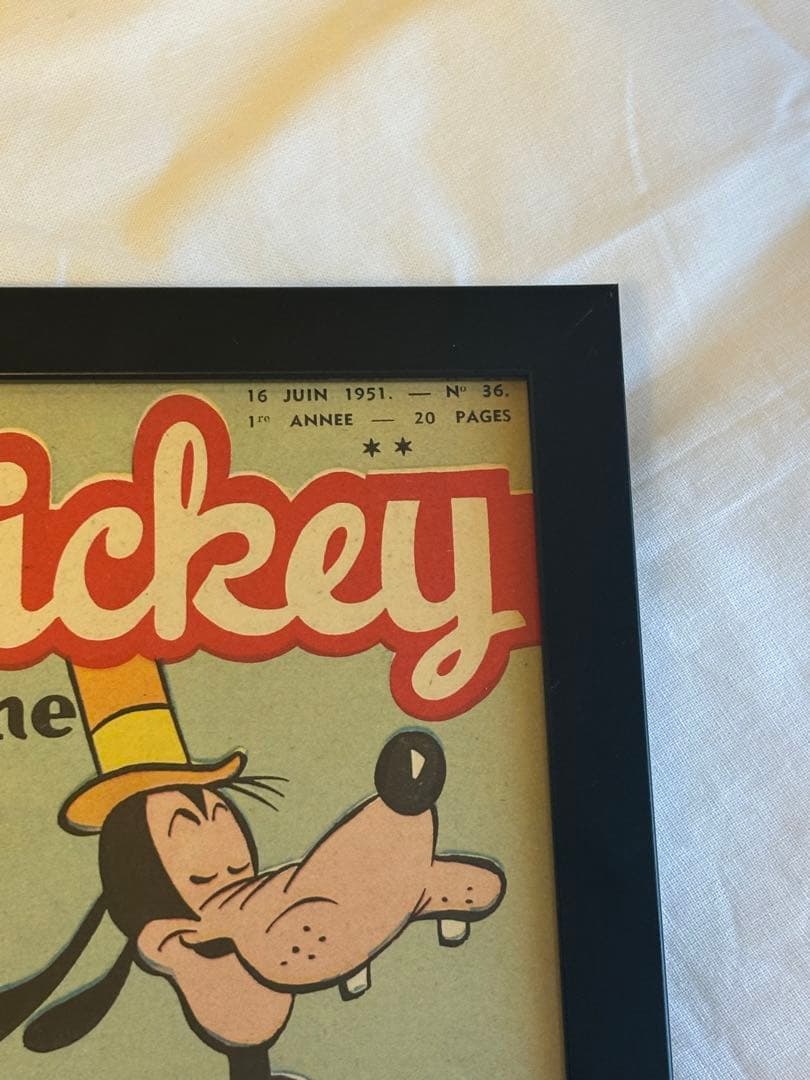 16 JUIN 1951. — Nº 36.
1re ANNEE — 20 PAGES
★ ★
ickey
ne